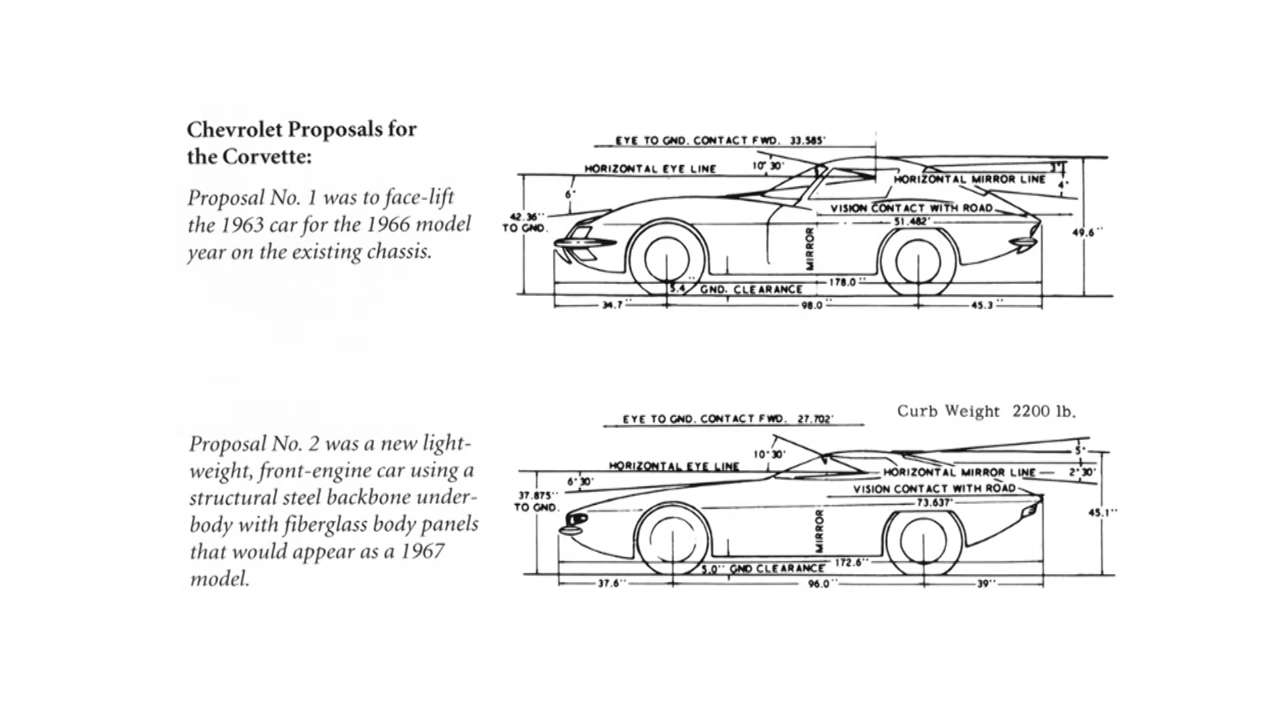 Chevrolet Proposals for
the Corvette:
Proposal No. 1 was to face-lift
the 1963 car for the 1966 model
year on the existing chassis.
EYE TO GND. CONTACT FWD. 33.585'
HORIZONTAL EYE LINE
10° 30'
HORIZONTAL MIRROR LINE
3°
4°
6°
VISION CONTACT WITH ROAD
51.482'
42.36"
TO GND.
49.6"
MIRROR
5.4" GND. CLEARANCE
178.0"
34.7"
98.0"
45.3"
Curb Weight 2200 lb.
Proposal No. 2 was a new light-
weight, front-engine car using a
structural steel backbone under-
body with fiberglass body panels
that would appear as a 1967
model.
EYE TO GND. CONTACT FWD. 27.702'
10° 30'
5°
HORIZONTAL EYE LINE
HORIZONTAL MIRROR LINE
2° 30'
6° 30'
VISION CONTACT WITH ROAD
73.637'
37.875"
TO GND.
45.1"
MIRROR
5.0" GND CLEARANCE
172.6"
37.6"
96.0"
39"